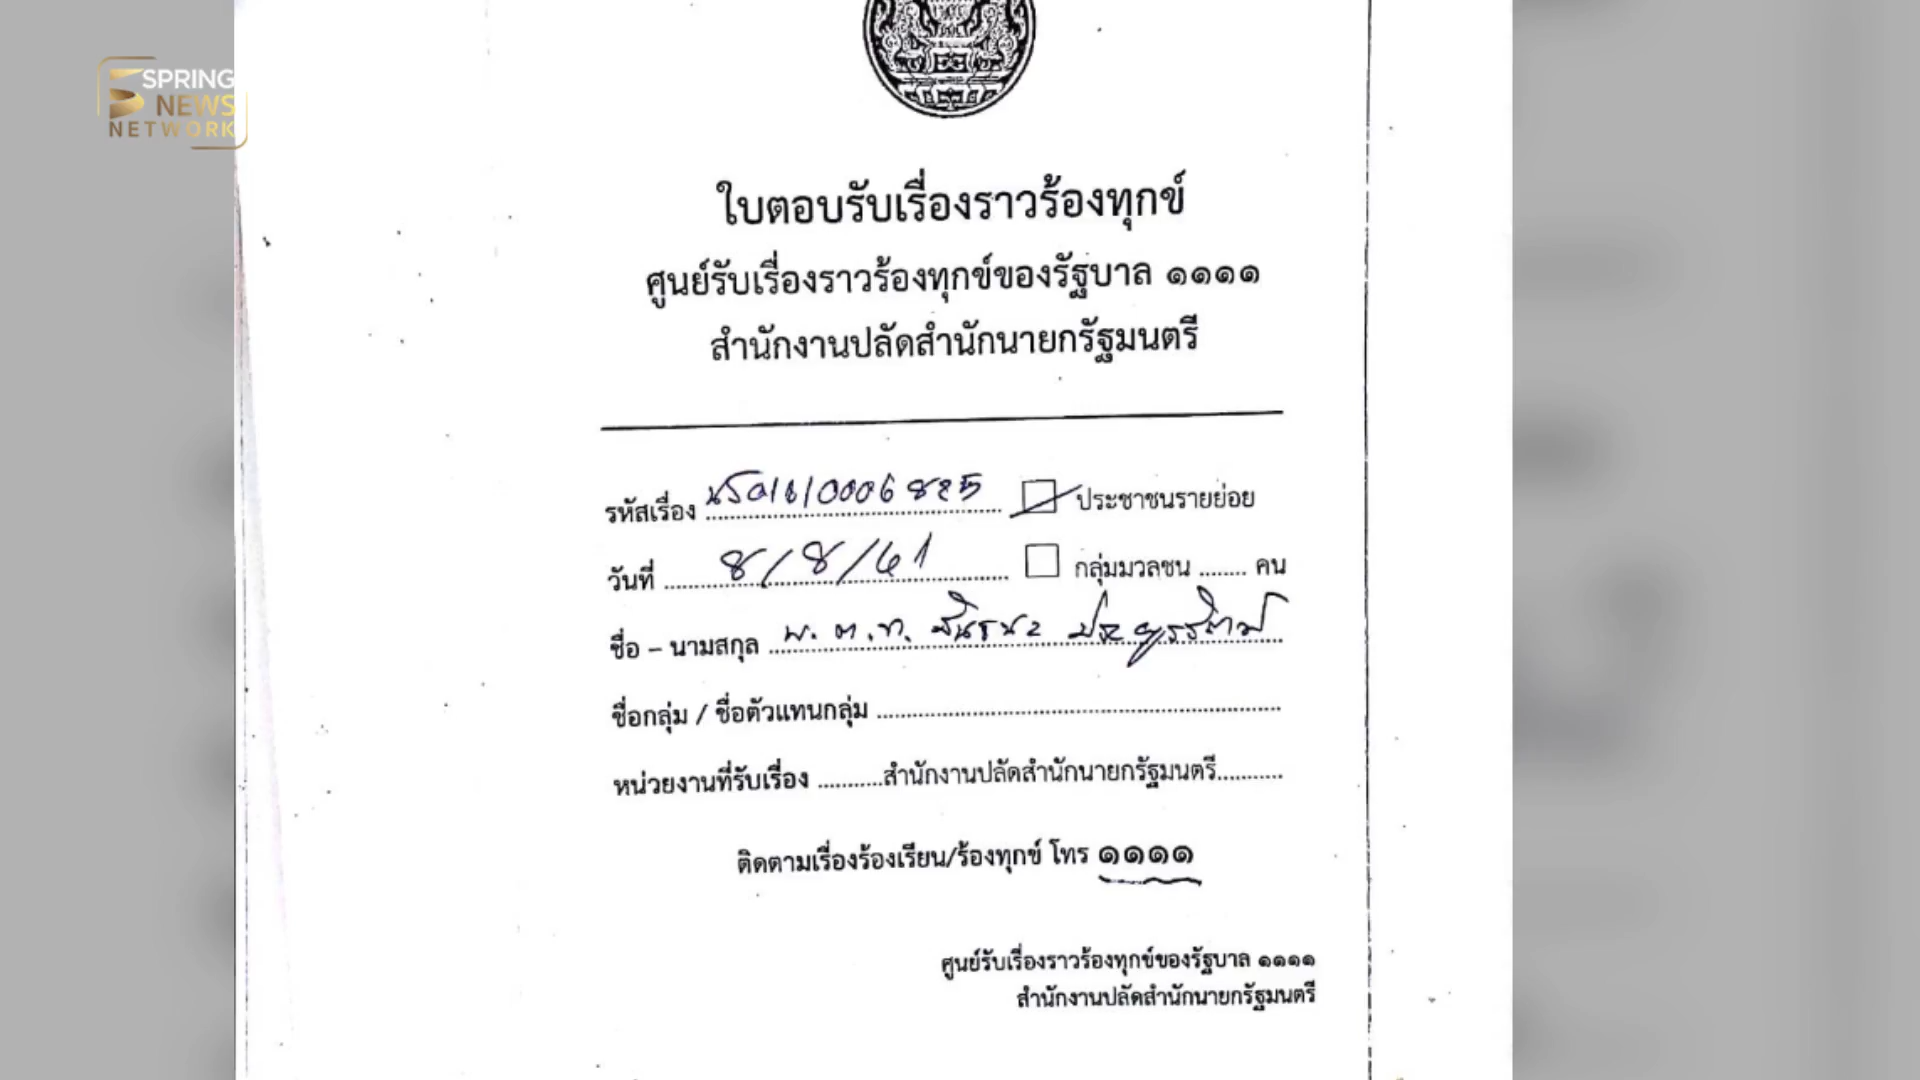 SPRING
NEWS
NETWORK
ใบตอบรับเรื่องราวร้องทุกข์
ศูนย์รับเรื่องราวร้องทุกข์ของรัฐบาล ๑๑๑๑
สำนักงานปลัดสำนักนายกรัฐมนตรี
รหัสเรื่อง ประชาชนรายย่อย
วันที่ 8/8/61 กลุ่มมวลชน ........ คน
ชื่อ – นามสกุล พ.ต.ท.
ชื่อกลุ่ม / ชื่อตัวแทนกลุ่ม
หน่วยงานที่รับเรื่อง ...........สำนักงานปลัดสำนักนายกรัฐมนตรี...........
ติดตามเรื่องร้องเรียน/ร้องทุกข์ โทร ๑๑๑๑
ศูนย์รับเรื่องราวร้องทุกข์ของรัฐบาล ๑๑๑๑
สำนักงานปลัดสำนักนายกรัฐมนตรี